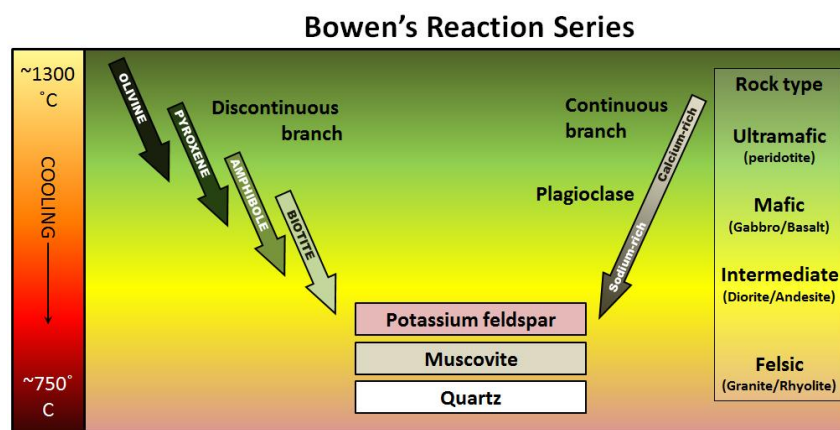 Bowen's Reaction Series
~1300
˚C
COOLING
~750˚
C
OLIVINE
PYROXENE
AMPHIBOLE
BIOTITE
Discontinuous
branch
Continuous
branch
Plagioclase
Calcium-rich
Sodium-rich
Potassium feldspar
Muscovite
Quartz
Rock type
Ultramafic
(peridotite)
Mafic
(Gabbro/Basalt)
Intermediate
(Diorite/Andesite)
Felsic
(Granite/Rhyolite)